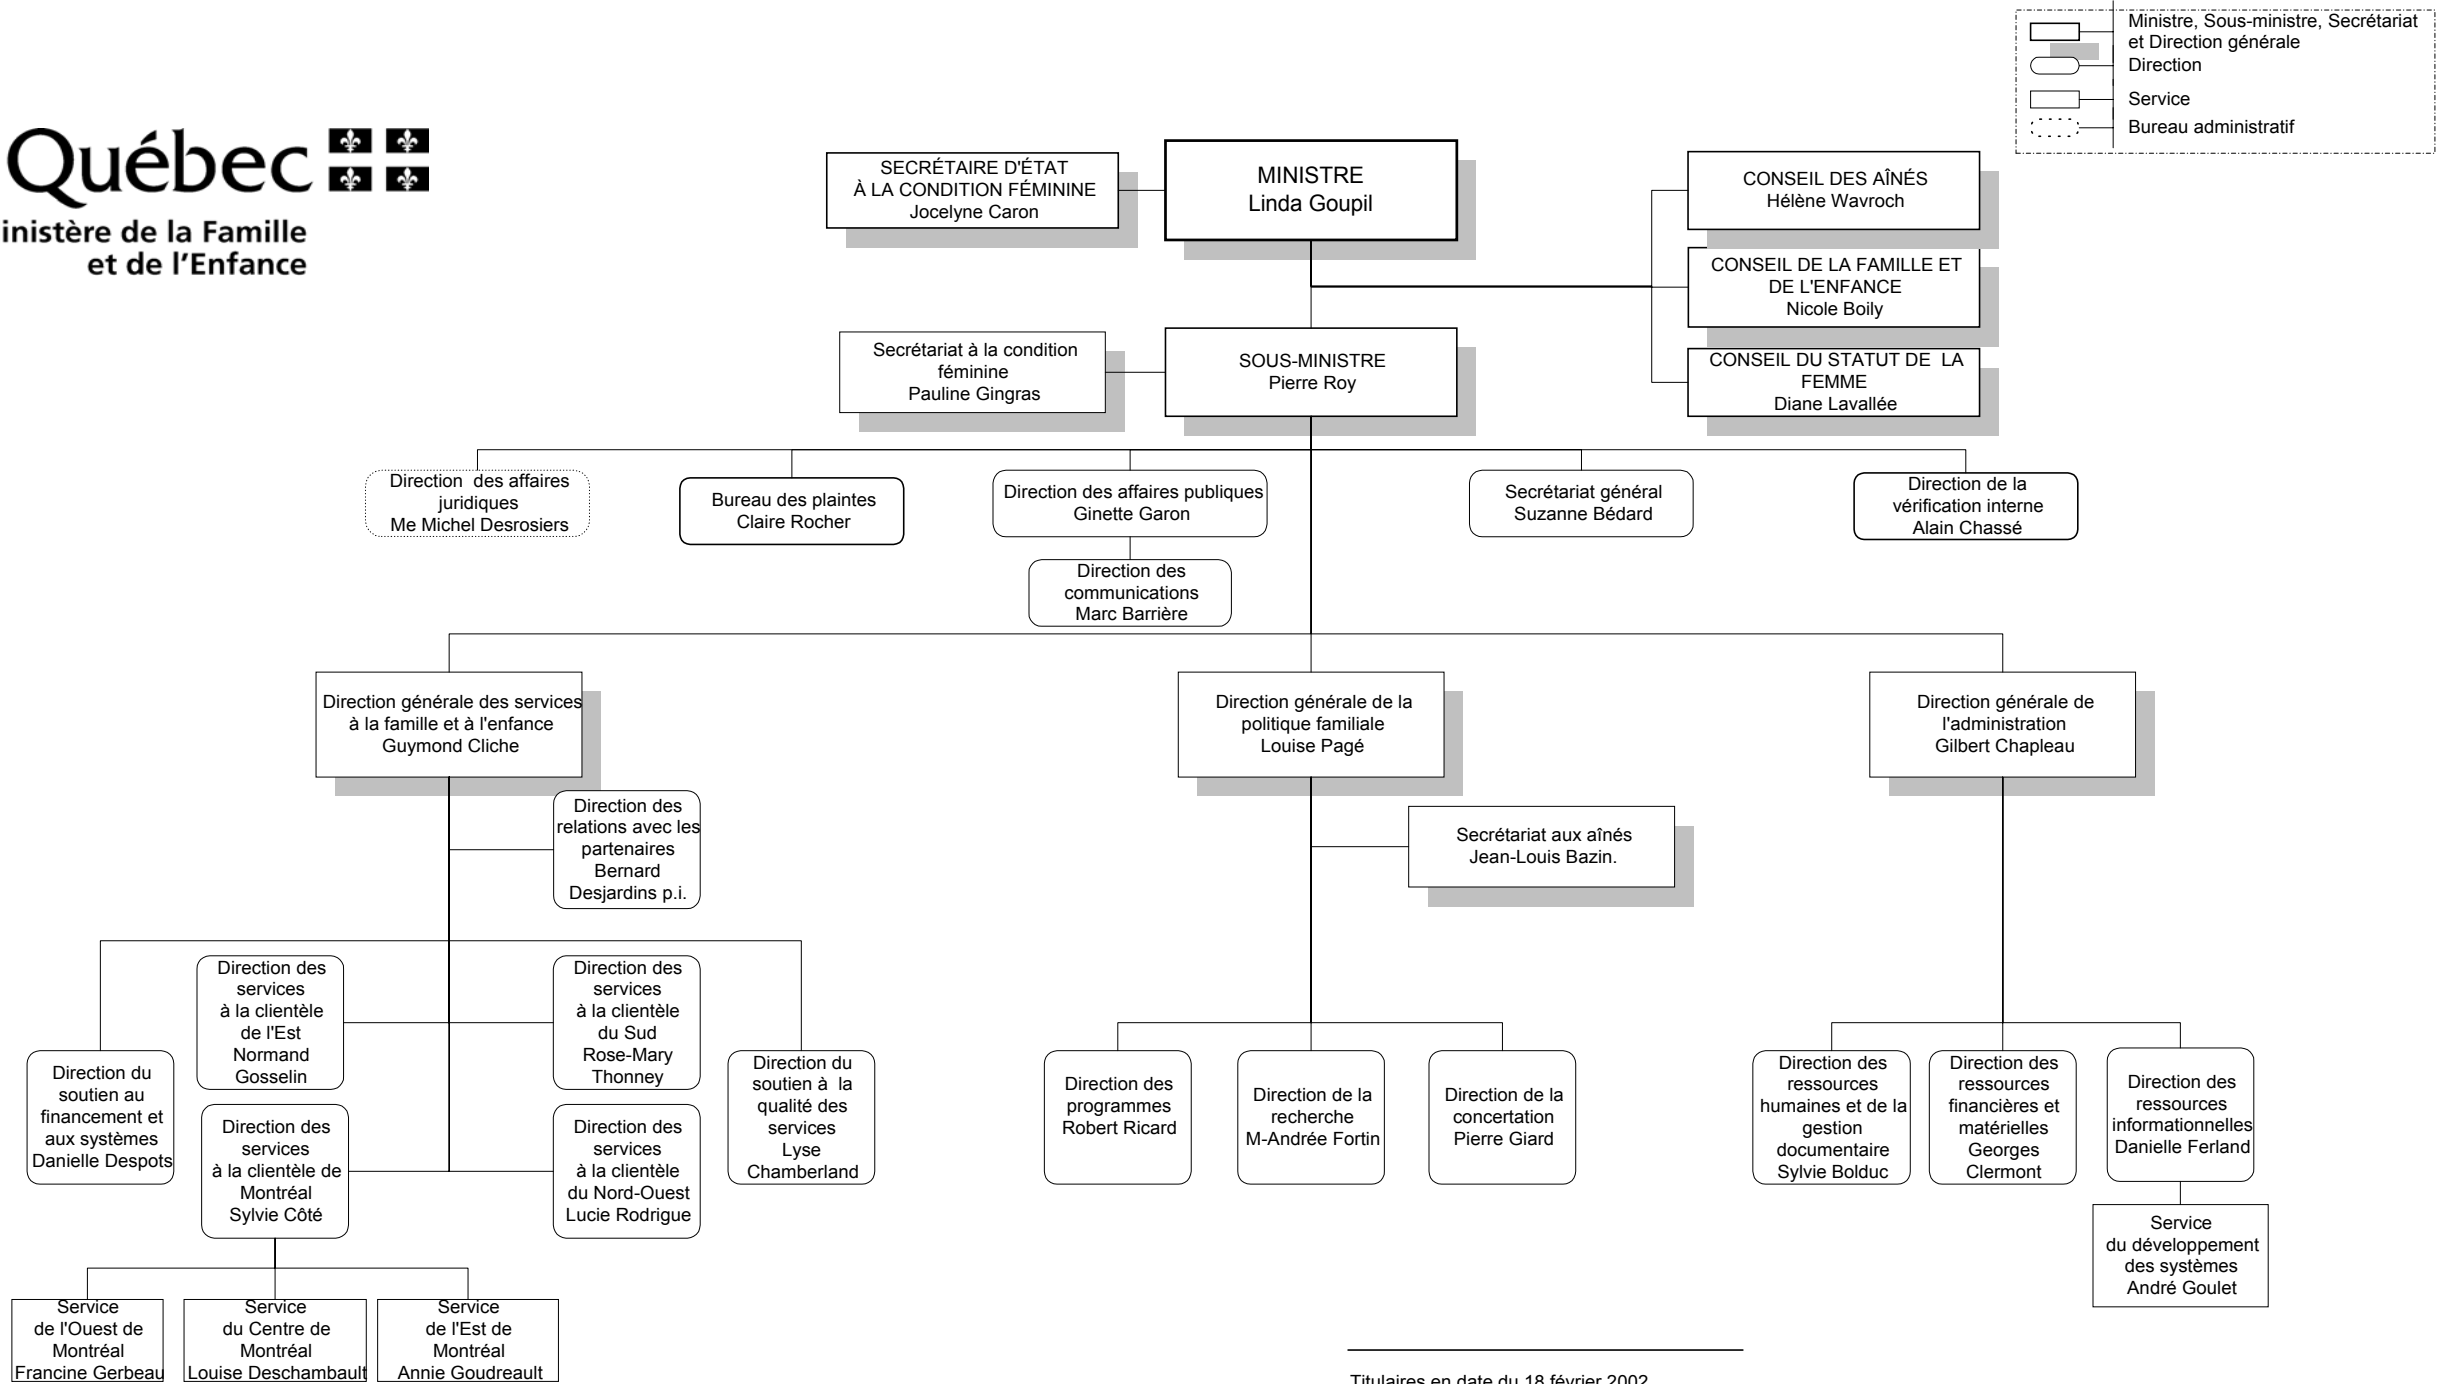 Ministre, Sous-ministre, Secrétariat
et Direction générale
Direction
Service
Bureau administratif
Québec
inistère de la Famille
et de l'Enfance
SECRÉTAIRE D'ÉTAT
À LA CONDITION FÉMININE
Jocelyne Caron
MINISTRE
Linda Goupil
CONSEIL DES AÎNÉS
Hélène Wavroch
CONSEIL DE LA FAMILLE ET
DE L'ENFANCE
Nicole Boily
CONSEIL DU STATUT DE LA
FEMME
Diane Lavallée
Secrétariat à la condition
féminine
Pauline Gingras
SOUS-MINISTRE
Pierre Roy
Direction des affaires
juridiques
Me Michel Desrosiers
Bureau des plaintes
Claire Rocher
Direction des affaires publiques
Ginette Garon
Secrétariat général
Suzanne Bédard
Direction de la
vérification interne
Alain Chassé
Direction des
communications
Marc Barrière
Direction générale des services
à la famille et à l'enfance
Guymond Cliche
Direction générale de la
politique familiale
Louise Pagé
Direction générale de
l'administration
Gilbert Chapleau
Direction des
relations avec les
partenaires
Bernard
Desjardins p.i.
Secrétariat aux aînés
Jean-Louis Bazin.
Direction du
soutien au
financement et
aux systèmes
Danielle Despots
Direction des
services
à la clientèle
de l'Est
Normand
Gosselin
Direction des
services
à la clientèle
du Sud
Rose-Mary
Thonney
Direction du
soutien à la
qualité des
services
Lyse
Chamberland
Direction des
services
à la clientèle de
Montréal
Sylvie Côté
Direction des
services
à la clientèle
du Nord-Ouest
Lucie Rodrigue
Direction des
programmes
Robert Ricard
Direction de la
recherche
M-Andrée Fortin
Direction de la
concertation
Pierre Giard
Direction des
ressources
humaines et de la
gestion
documentaire
Sylvie Bolduc
Direction des
ressources
financières et
matérielles
Georges
Clermont
Direction des
ressources
informationnelles
Danielle Ferland
Service
du développement
des systèmes
André Goulet
Service
de l'Ouest de
Montréal
Francine Gerbeau
Service
du Centre de
Montréal
Louise Deschambault
Service
de l'Est de
Montréal
Annie Goudreault
Titulaires en date du 18 février 2002